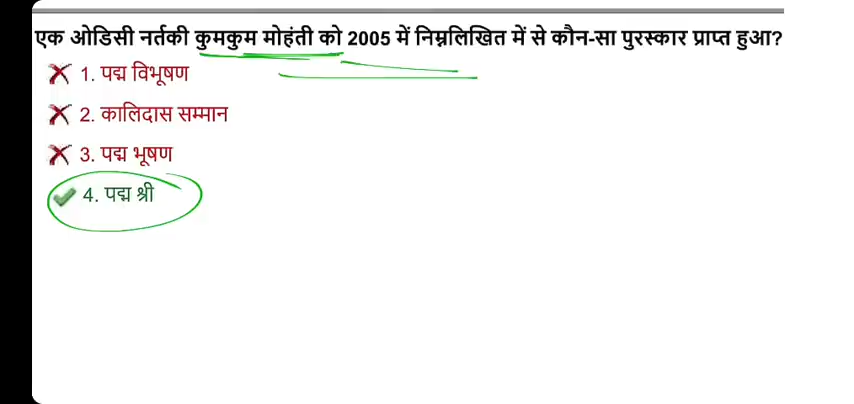 एक ओडिसी नर्तकी कुमकुम मोहंती को 2005 में निम्नलिखित में से कौन-सा पुरस्कार प्राप्त हुआ?
1. पद्म विभूषण
2. कालिदास सम्मान
3. पद्म भूषण
4. पद्म श्री